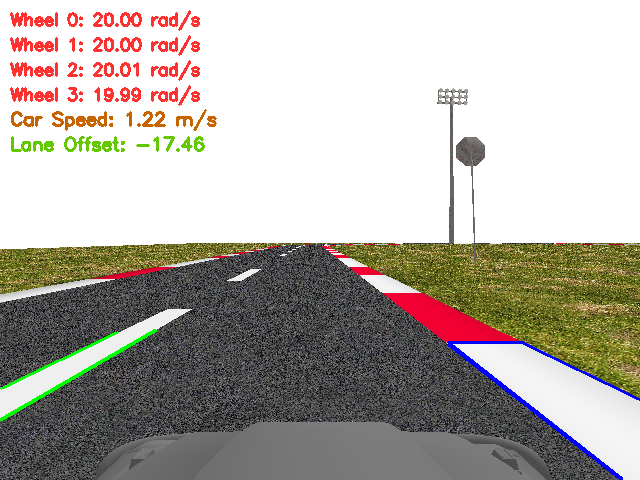 Wheel 0: 20.00 rad/s
Wheel 1: 20.00 rad/s
Wheel 2: 20.01 rad/s
Wheel 3: 19.99 rad/s
Car Speed: 1.22 m/s
Lane Offset: -17.46